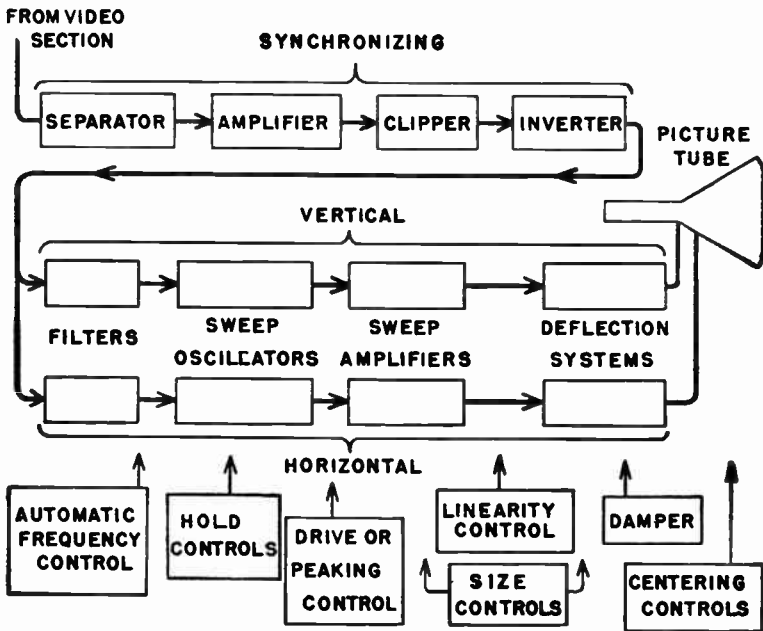 FROM VIDEO
SECTION
SYNCHRONIZING
SEPARATOR
AMPLIFIER
CLIPPER
INVERTER
PICTURE
TUBE
VERTICAL
FILTERS
SWEEP
OSCILLATORS
SWEEP
AMPLIFIERS
DEFLECTION
SYSTEMS
HORIZONTAL
AUTOMATIC
FREQUENCY
CONTROL
HOLD
CONTROLS
DRIVE OR
PEAKING
CONTROL
LINEARITY
CONTROL
SIZE
CONTROLS
DAMPER
CENTERING
CONTROLS